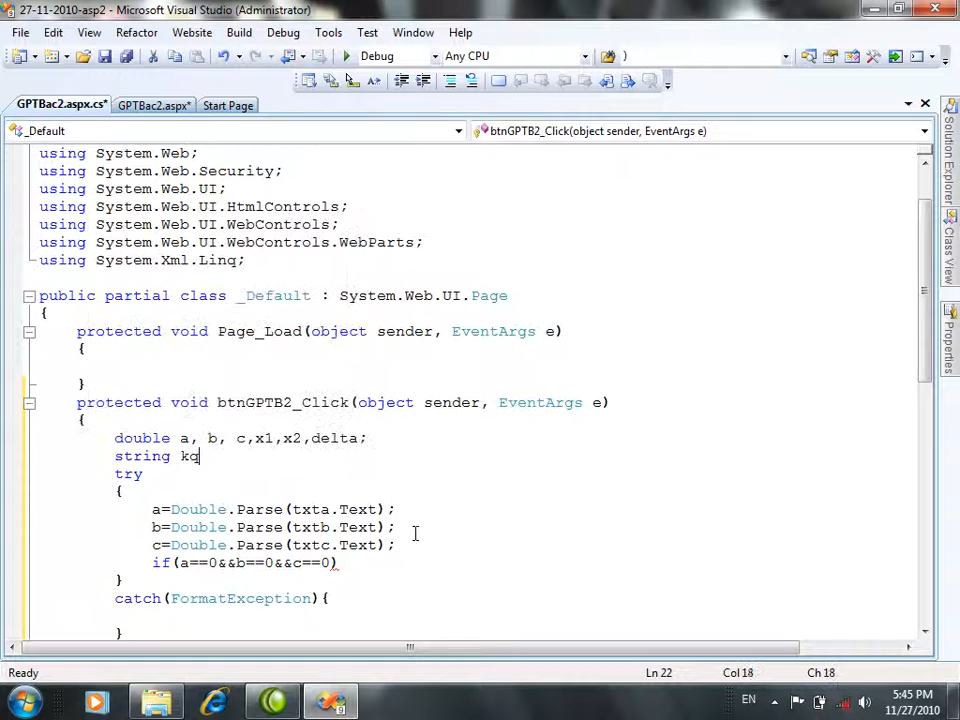 27-11-2010-asp2 - Microsoft Visual Studio (Administrator)
File Edit View Refactor Website Build Debug Tools Test Window Help
Debug Any CPU )
GPTBac2.aspx.cs* GPTBac2.aspx* Start Page
_Default btnGPTB2_Click(object sender, EventArgs e)
using System.Web;
using System.Web.Security;
using System.Web.UI;
using System.Web.UI.HtmlControls;
using System.Web.UI.WebControls;
using System.Web.UI.WebControls.WebParts;
using System.Xml.Linq;
public partial class _Default : System.Web.UI.Page
{
protected void Page_Load(object sender, EventArgs e)
{
}
protected void btnGPTB2_Click(object sender, EventArgs e)
{
double a, b, c,x1,x2,delta;
string kq
try
{
a=Double.Parse(txta.Text);
b=Double.Parse(txtb.Text);
c=Double.Parse(txtc.Text);
if(a==0&&b==0&&c==0)
}
catch(FormatException){
}
Solution Explorer
Class View
Properties
Ready Ln 22 Col 18 Ch 18
EN 5:45 PM
11/27/2010